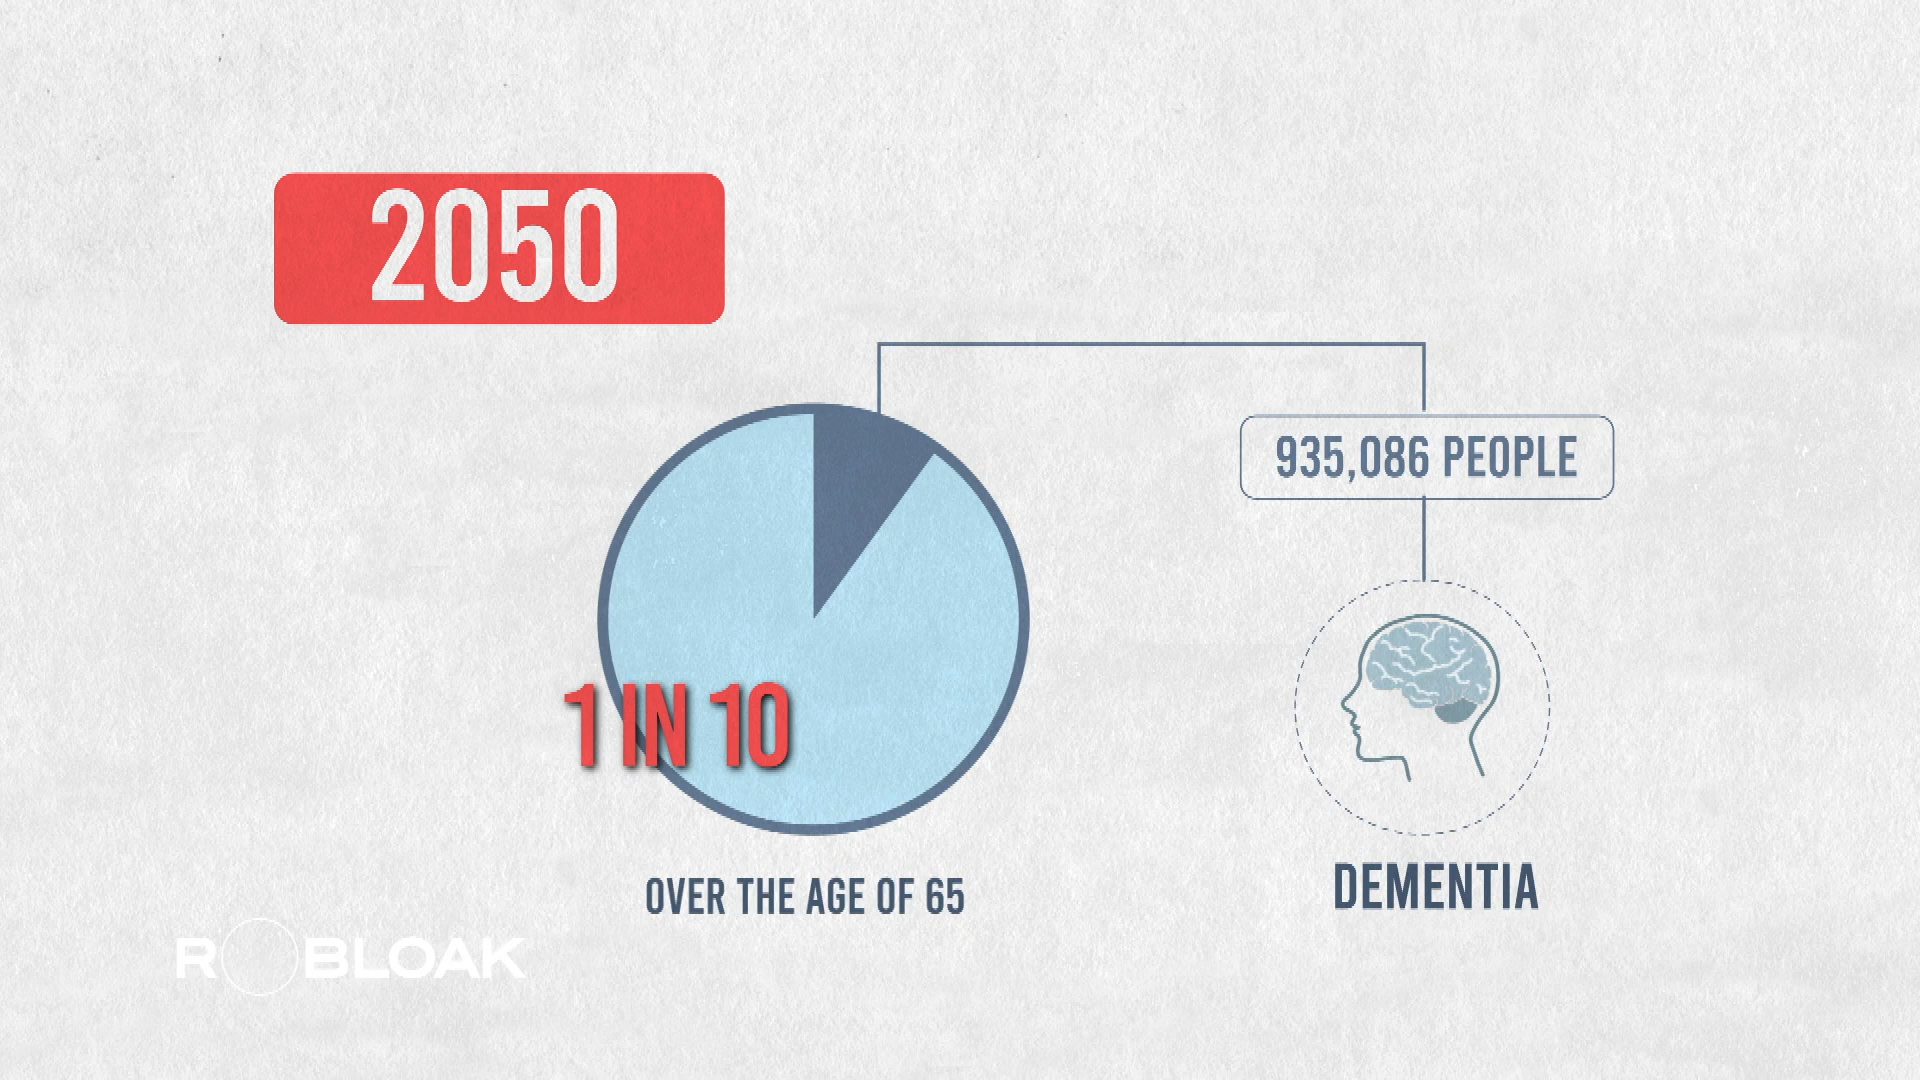 2050
935,086 PEOPLE
1 IN 10
OVER THE AGE OF 65
DEMENTIA
ROBLOAK